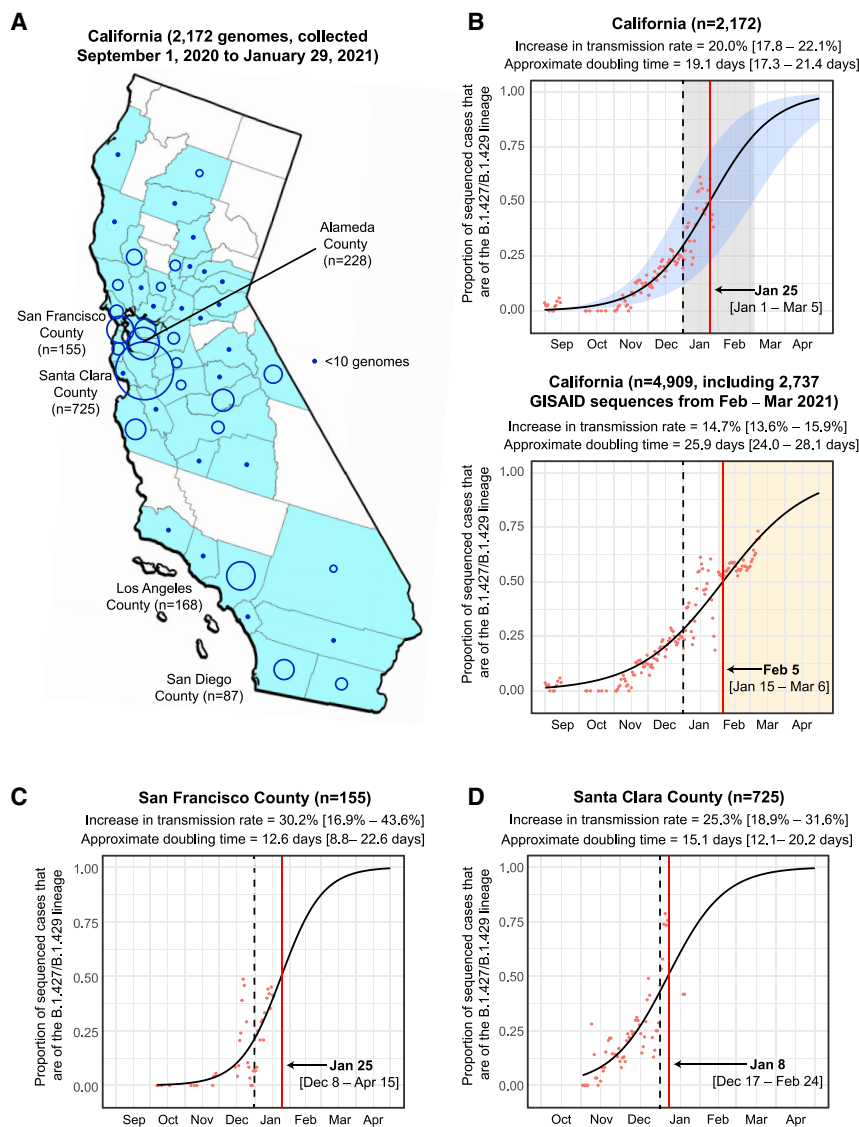 A
California (2,172 genomes, collected
September 1, 2020 to January 29, 2021)
Alameda
County
(n=228)
San Francisco
County
(n=155)
Santa Clara
County
(n=725)
<10 genomes
Los Angeles
County (n=168)
San Diego
County (n=87)
B
California (n=2,172)
Increase in transmission rate = 20.0% [17.8 – 22.1%]
Approximate doubling time = 19.1 days [17.3 – 21.4 days]
Proportion of sequenced cases that
are of the B.1.427/B.1.429 lineage
1.00
0.75
0.50
0.25
0.00
Jan 25
[Jan 1 – Mar 5]
Sep Oct Nov Dec Jan Feb Mar Apr
California (n=4,909, including 2,737
GISAID sequences from Feb – Mar 2021)
Increase in transmission rate = 14.7% [13.6% – 15.9%]
Approximate doubling time = 25.9 days [24.0 – 28.1 days]
Proportion of sequenced cases that
are of the B.1.427/B.1.429 lineage
1.00
0.75
0.50
0.25
0.00
Feb 5
[Jan 15 – Mar 6]
Sep Oct Nov Dec Jan Feb Mar Apr
C
San Francisco County (n=155)
Increase in transmission rate = 30.2% [16.9% – 43.6%]
Approximate doubling time = 12.6 days [8.8– 22.6 days]
Proportion of sequenced cases that
are of the B.1.427/B.1.429 lineage
1.00
0.75
0.50
0.25
0.00
Jan 25
[Dec 8 – Apr 15]
Sep Oct Nov Dec Jan Feb Mar Apr
D
Santa Clara County (n=725)
Increase in transmission rate = 25.3% [18.9% – 31.6%]
Approximate doubling time = 15.1 days [12.1– 20.2 days]
Proportion of sequenced cases that
are of the B.1.427/B.1.429 lineage
1.00
0.75
0.50
0.25
0.00
Jan 8
[Dec 17 – Feb 24]
Oct Nov Dec Jan Feb Mar Apr